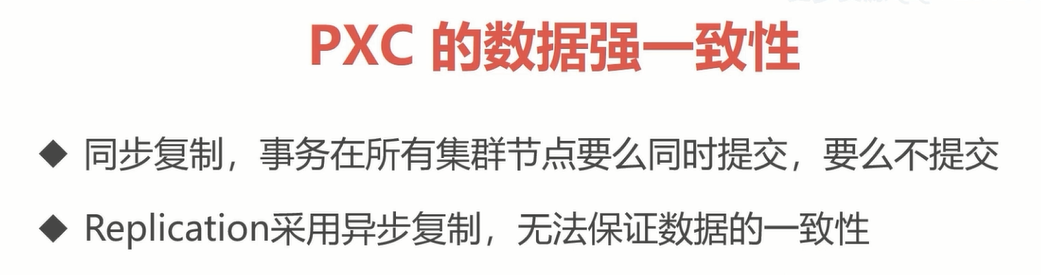 PXC 的数据强一致性
◆ 同步复制，事务在所有集群节点要么同时提交，要么不提交
◆ Replication采用异步复制，无法保证数据的一致性